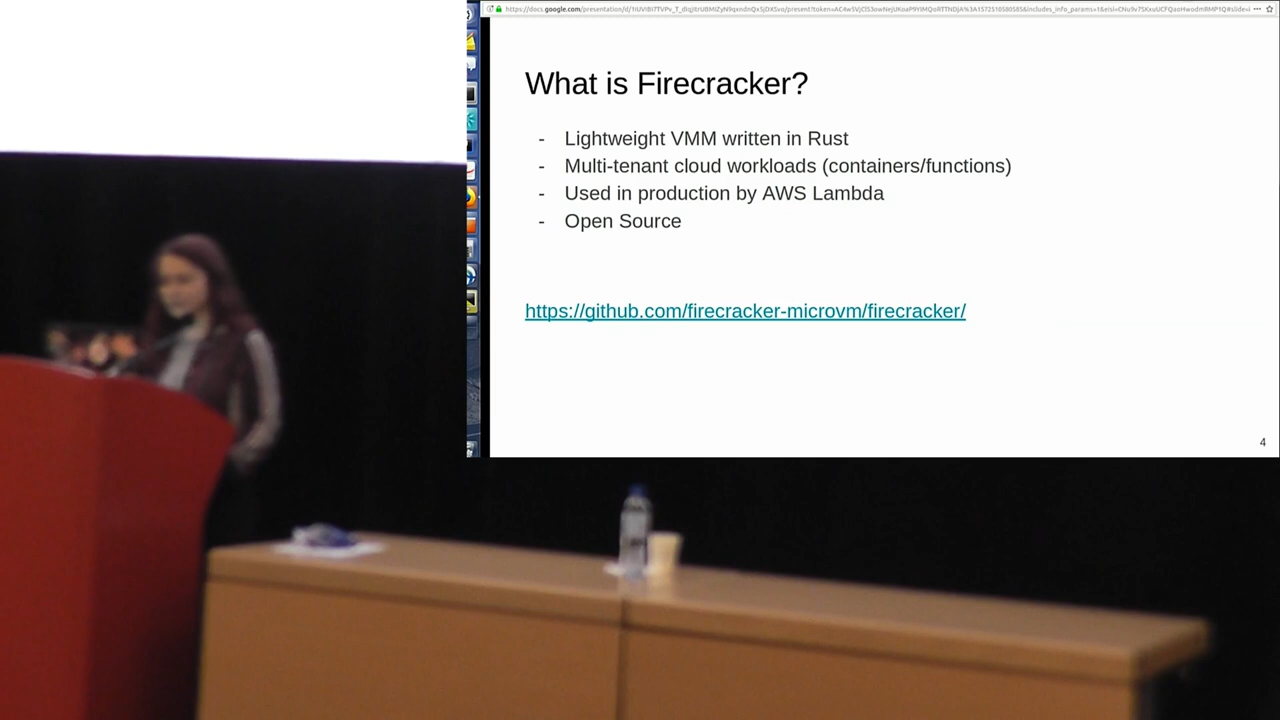 What is Firecracker?
- Lightweight VMM written in Rust
- Multi-tenant cloud workloads (containers/functions)
- Used in production by AWS Lambda
- Open Source
https://github.com/firecracker-microvm/firecracker/
4